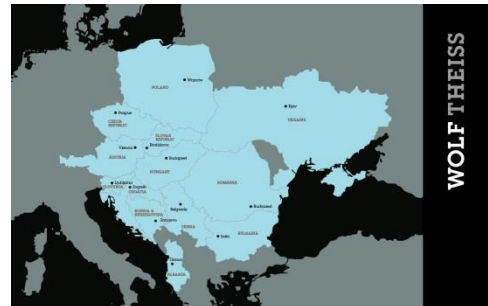 POLAND
Warsaw
Kyiv
UKRAINE
Prague
CZECH
REPUBLIC
SLOVAK
REPUBLIC
Bratislava
Vienna
AUSTRIA
Budapest
HUNGARY
Ljubljana
SLOVENIA
Zagreb
CROATIA
ROMANIA
Bucharest
BOSNIA &
HERZEGOVINA
Belgrade
Sarajevo
SERBIA
Sofia
BULGARIA
Tirana
ALBANIA
WOLF THEISS